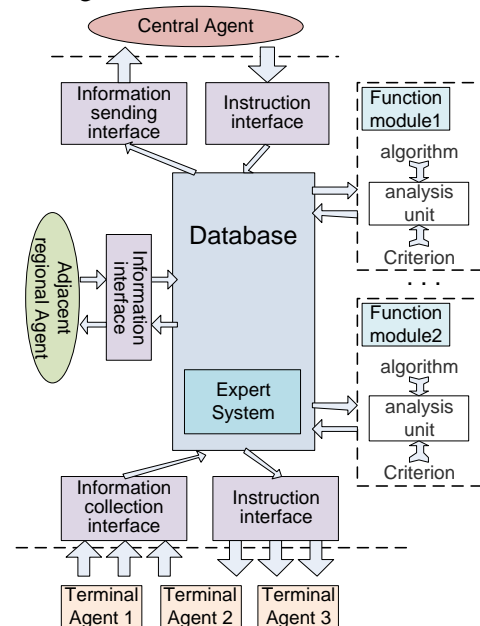 Central Agent
Information
sending
interface
Instruction
interface
Function
module1
algorithm
analysis
unit
Criterion
. . .
Database
Adjacent
regional Agent
Information
interface
Function
module2
algorithm
analysis
unit
Criterion
Expert
System
Information
collection
interface
Instruction
interface
Terminal
Agent 1
Terminal
Agent 2
Terminal
Agent 3